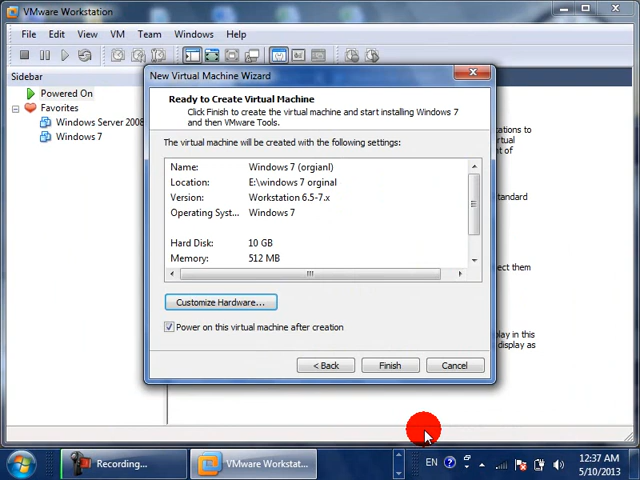 VMware Workstation
File Edit View VM Team Windows Help
Sidebar
Powered On
Favorites
Windows Server 2008
Windows 7
New Virtual Machine Wizard
Ready to Create Virtual Machine
Click Finish to create the virtual machine and start installing Windows 7
and then VMware Tools.
The virtual machine will be created with the following settings:
Name: Windows 7 (orgianl)
Location: E:\windows 7 orginal
Version: Workstation 6.5-7.x
Operating Syst... Windows 7
Hard Disk: 10 GB
Memory: 512 MB
Customize Hardware...
Power on this virtual machine after creation
< Back Finish Cancel
ations to
virtual
t of
tandard
ect them
play in this
display as
Recording...
VMware Workstat...
EN
12:37 AM
5/10/2013